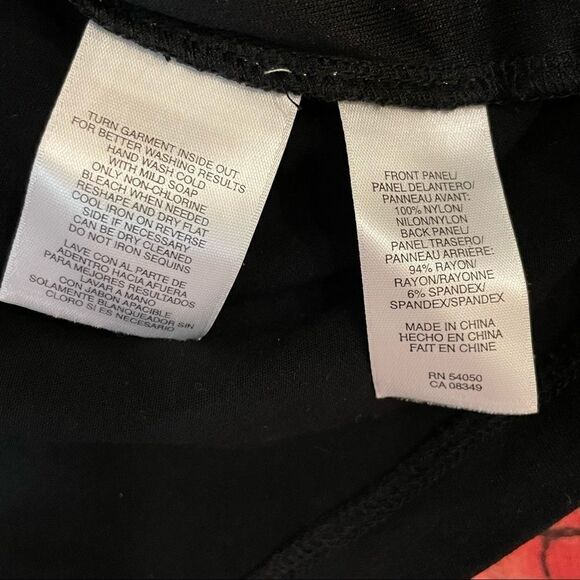 TURN GARMENT INSIDE OUT
FOR BETTER WASHING RESULTS
HAND WASH COLD
WITH MILD SOAP
ONLY NON-CHLORINE
BLEACH WHEN NEEDED
RESHAPE AND DRY FLAT
COOL IRON ON REVERSE
SIDE IF NECESSARY
CAN BE DRY CLEANED
DO NOT IRON SEQUINS
LAVE CON AL PARTE DE
ARDENTRO HACIA AFUERA
PARA MEJORES RESULTADOS
LAVAR A MANO
CON JABON APACIBLE
SOLAMENTE BLANQUEADOR SIN
CLORO SI ES NECESARIO
FRONT PANEL/
PANEL DELANTERO/
PANNEAU AVANT:
100% NYLON/
NILON/NYLON
BACK PANEL/
PANEL TRASERO/
PANNEAU ARRIÈRE:
94% RAYON/
RAYON/RAYONNE
6% SPANDEX/
SPANDEX/SPANDEX
MADE IN CHINA
HECHO EN CHINA
FAIT EN CHINE
RN 54050
CA 08349